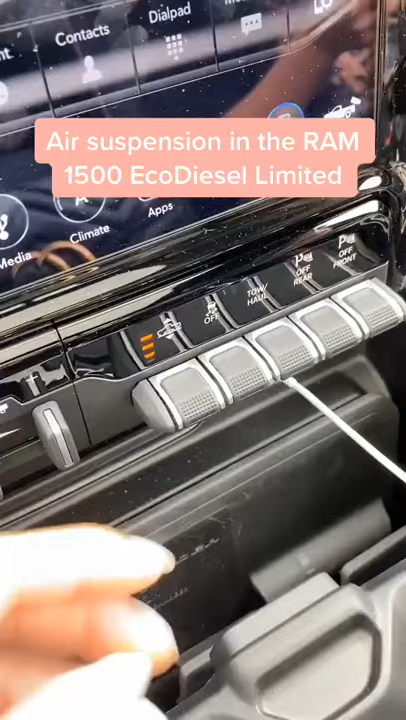 Contacts
Dialpad
Air suspension in the RAM
1500 EcoDiesel Limited
Media
Climate
Apps
OFF
TOW/
HAUL
P
OFF
REAR
P
OFF
FRONT